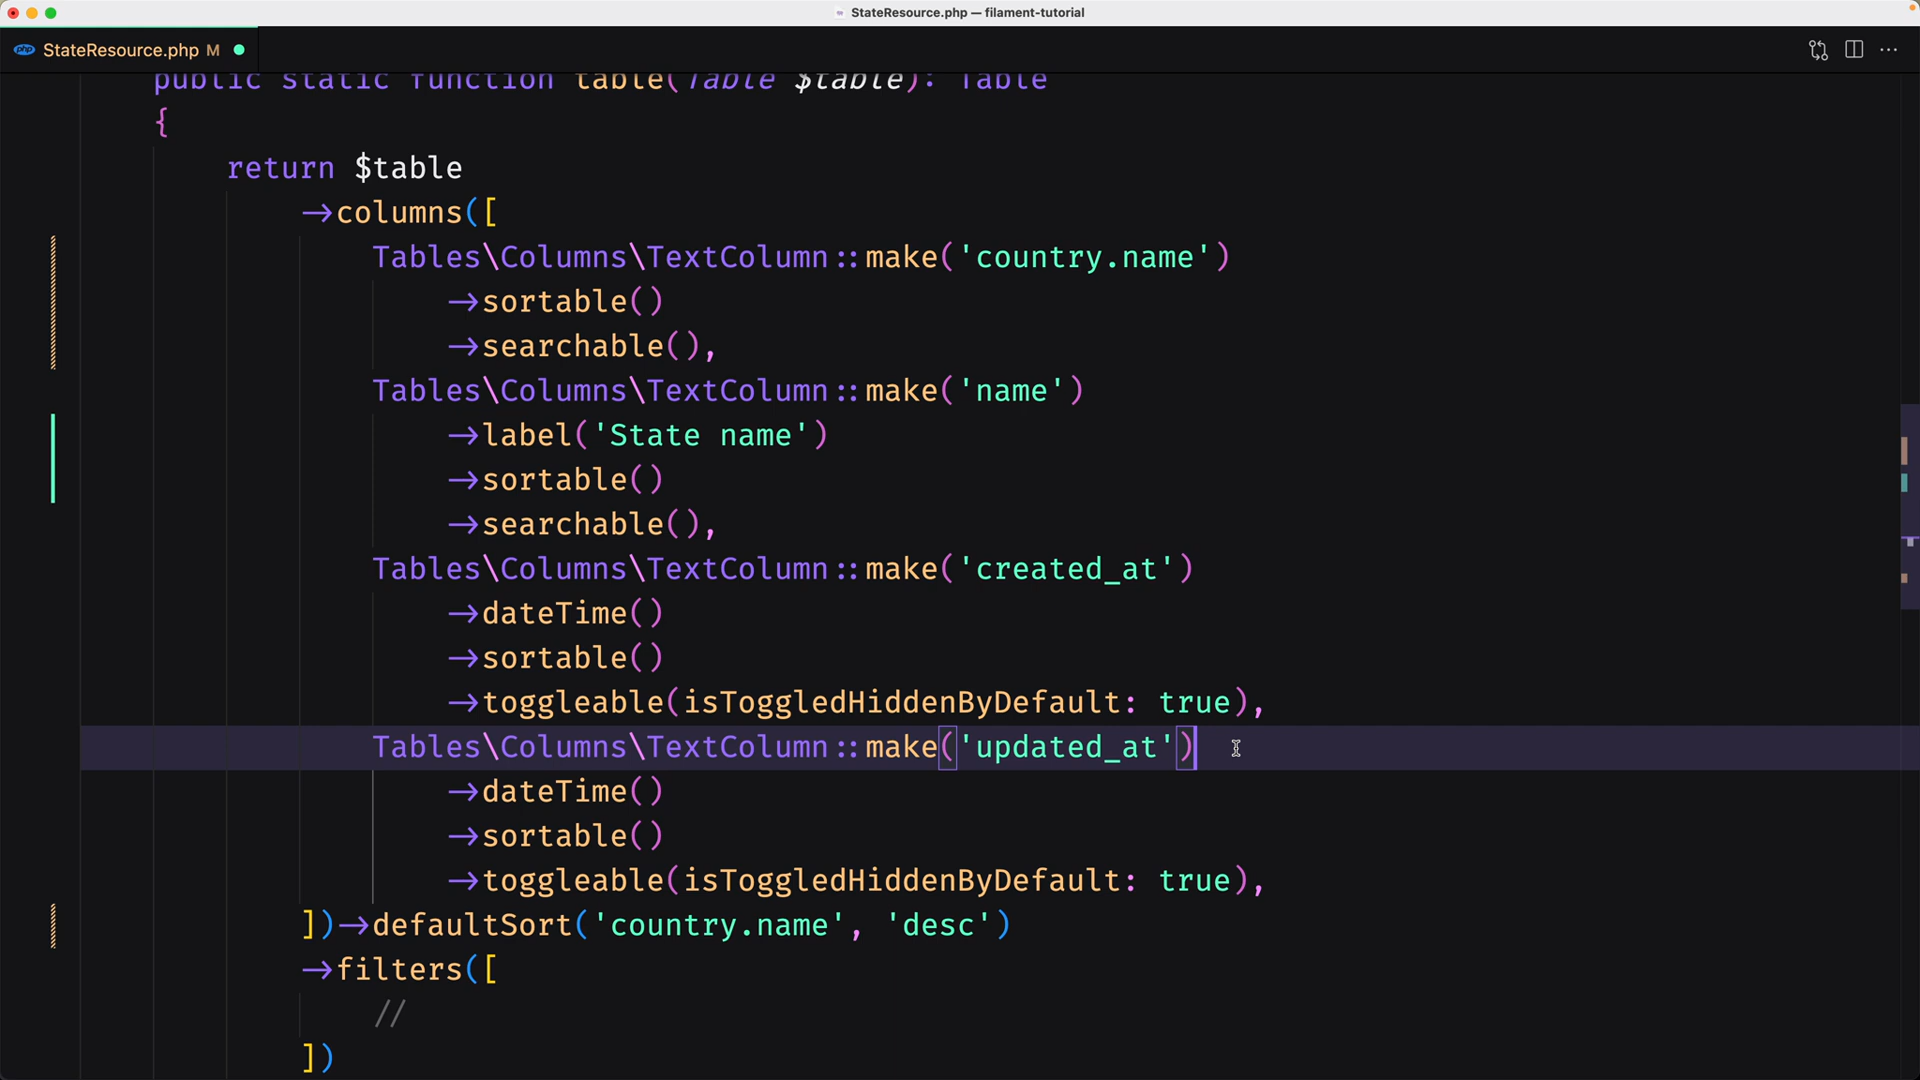 StateResource.php — filament-tutorial
php StateResource.php M
public static function table(Table $table): Table
{
return $table
->columns([
Tables\Columns\TextColumn::make('country.name')
->sortable()
->searchable(),
Tables\Columns\TextColumn::make('name')
->label('State name')
->sortable()
->searchable(),
Tables\Columns\TextColumn::make('created_at')
->dateTime()
->sortable()
->toggleable(isToggledHiddenByDefault: true),
Tables\Columns\TextColumn::make('updated_at')
->dateTime()
->sortable()
->toggleable(isToggledHiddenByDefault: true),
])->defaultSort('country.name', 'desc')
->filters([
//
])